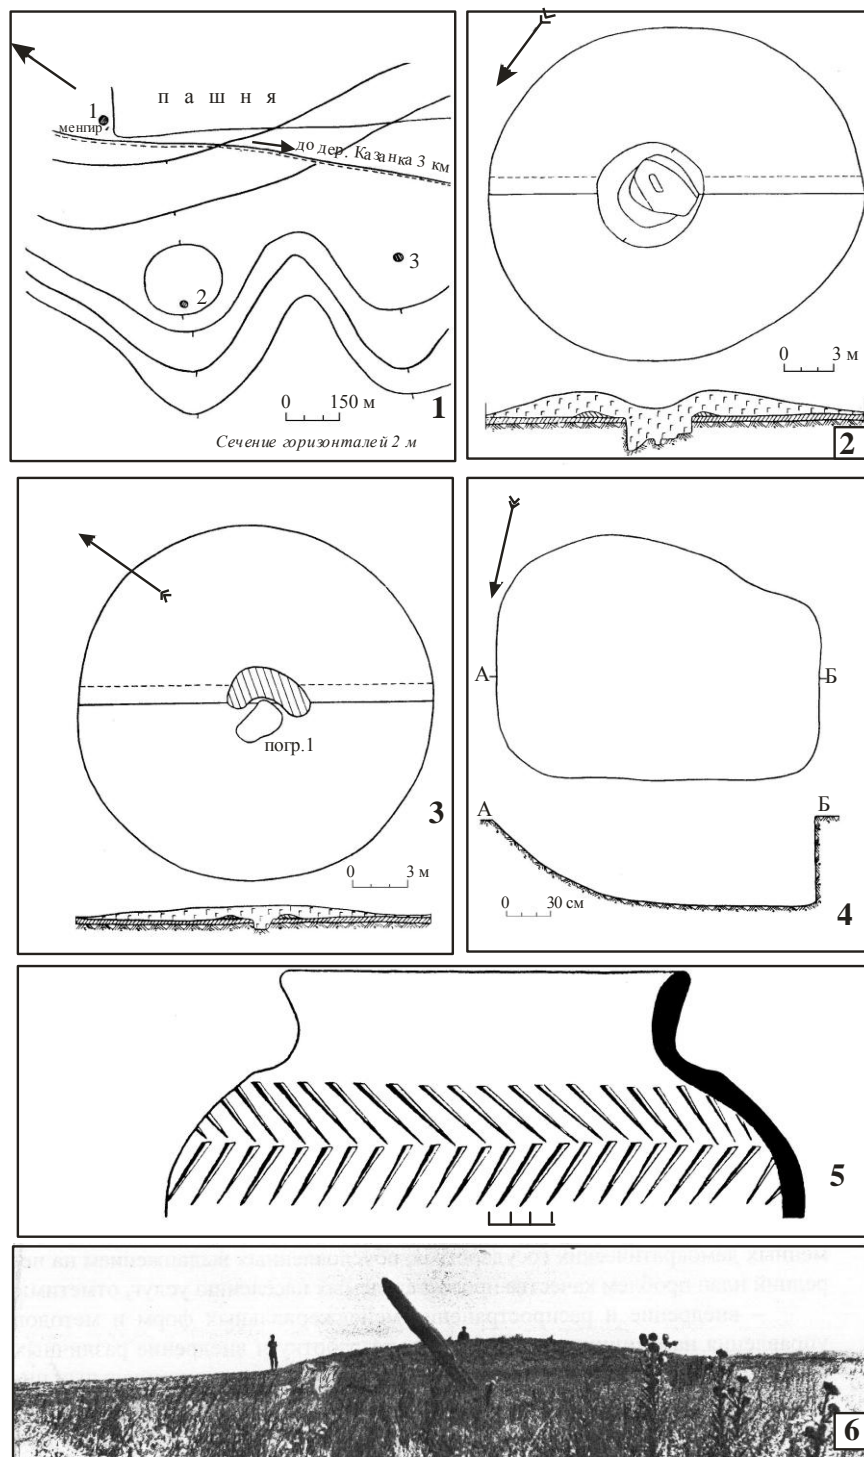 п а ш н я
1
менгир
до дер. Казанка 3 км
2
3
0 150 м
1
Сечение горизонталей 2 м
0 3 м
2
погр.1
3
0 3 м
А
Б
А
Б
0 30 см
4
5
6